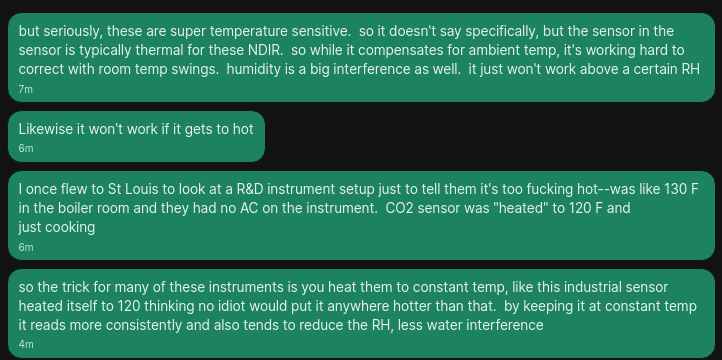 but seriously, these are super temperature sensitive.  so it doesn't say specifically, but the sensor in the
sensor is typically thermal for these NDIR.  so while it compensates for ambient temp, it's working hard to
correct with room temp swings.  humidity is a big interference as well.  it just won't work above a certain RH
7m
Likewise it won't work if it gets to hot
6m
I once flew to St Louis to look at a R&D instrument setup just to tell them it's too fucking hot--was like 130 F
in the boiler room and they had no AC on the instrument.  CO2 sensor was "heated" to 120 F and
just cooking
6m
so the trick for many of these instruments is you heat them to constant temp, like this industrial sensor
heated itself to 120 thinking no idiot would put it anywhere hotter than that.  by keeping it at constant temp
it reads more consistently and also tends to reduce the RH, less water interference
4m